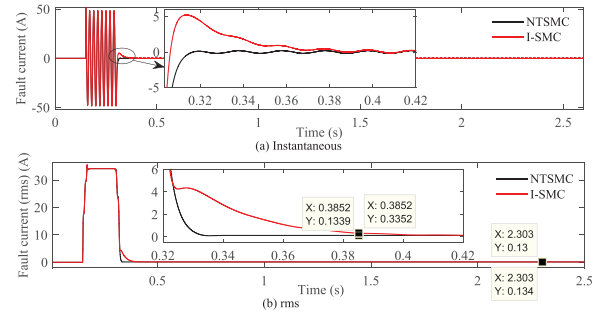 (a)
Fault current (A)
50
0
-50
NTSMC
I-SMC
5
0
-5
0.32 0.34 0.36 0.38 0.4 0.42
0 0.5 1 1.5 2 2.5
Time (s)
(a) Instantaneous
(b)
Fault current (rms) (A)
30
20
10
0
NTSMC
I-SMC
6
4
2
0
X: 0.3852
Y: 0.1339
X: 0.3852
Y: 0.3352
0.32 0.34 0.36 0.38 0.4 0.42
X: 2.303
Y: 0.13
X: 2.303
Y: 0.134
0.5 1 1.5 2 2.5
Time (s)
(b) rms